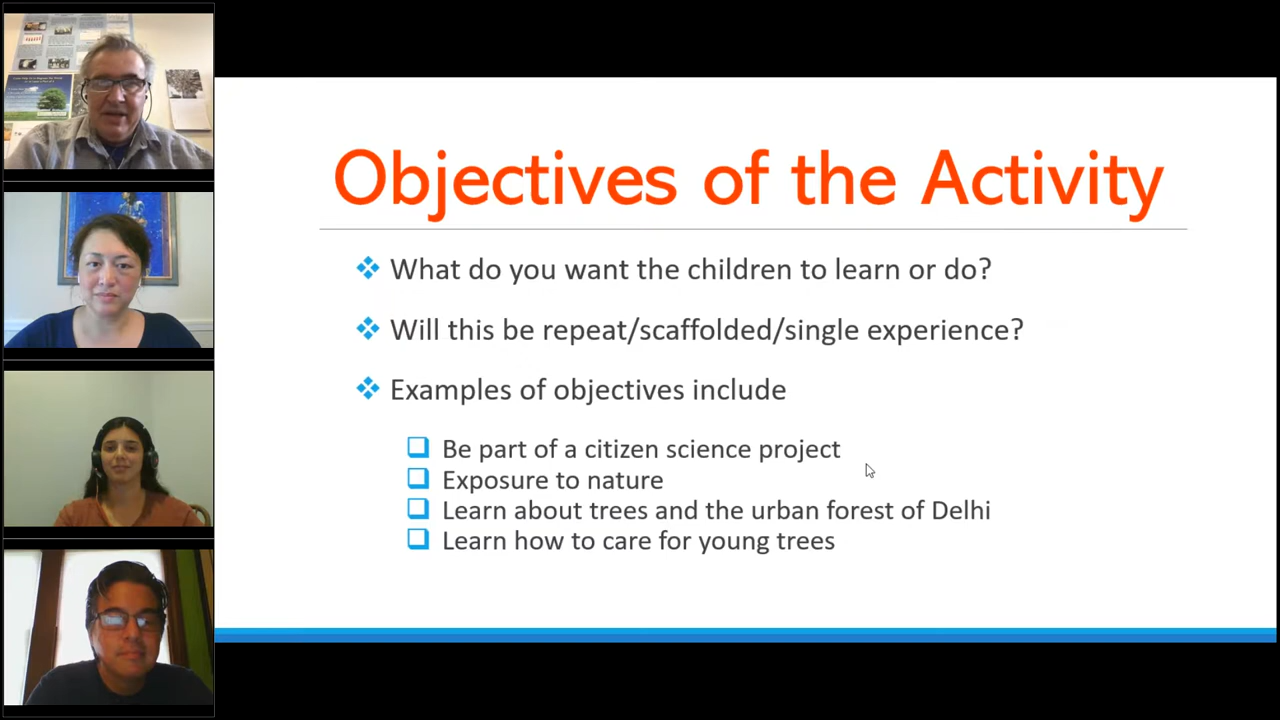 Objectives of the Activity
What do you want the children to learn or do?
Will this be repeat/scaffolded/single experience?
Examples of objectives include
Be part of a citizen science project
Exposure to nature
Learn about trees and the urban forest of Delhi
Learn how to care for young trees